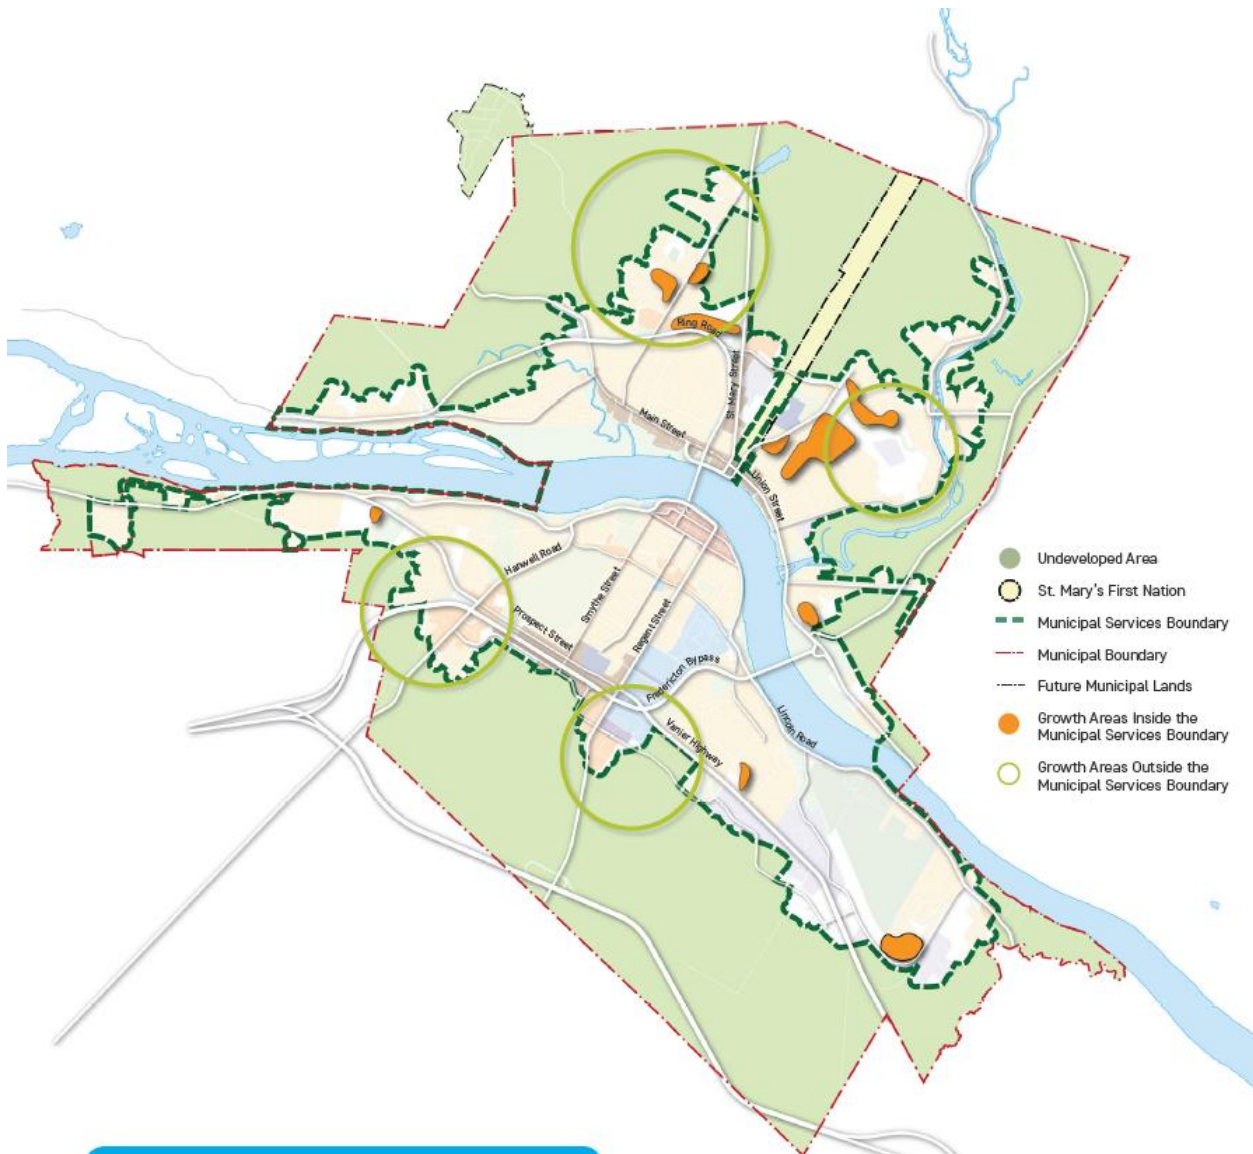 Ring Road
St. Mary Street
Main Street
Union Street
Hanwell Road
Smythe Street
Prospect Street
Regent Street
Fredericton Bypass
Vanier Highway
Lincoln Road
Undeveloped Area
St. Mary's First Nation
Municipal Services Boundary
Municipal Boundary
Future Municipal Lands
Growth Areas Inside the
Municipal Services Boundary
Growth Areas Outside the
Municipal Services Boundary